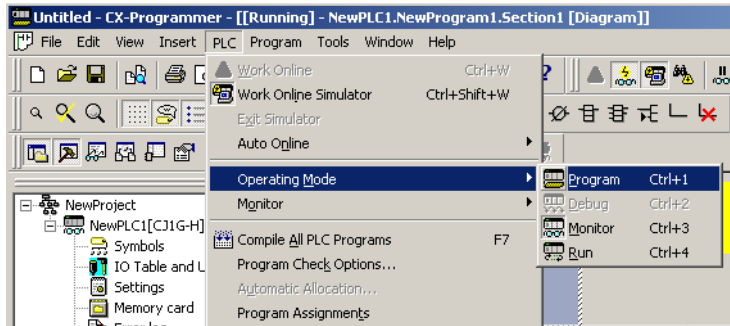 Untitled - CX-Programmer - [[Running] - NewPLC1.NewProgram1.Section1 [Diagram]]
File Edit View Insert PLC Program Tools Window Help
Work Online Ctrl+W
Work Online Simulator Ctrl+Shift+W
Exit Simulator
Auto Online
Operating Mode
Program Ctrl+1
Monitor
Debug Ctrl+2
Monitor Ctrl+3
Run Ctrl+4
Compile All PLC Programs F7
Program Check Options...
Automatic Allocation...
Program Assignments
NewProject
NewPLC1[CJ1G-H]
Symbols
IO Table and U
Settings
Memory card